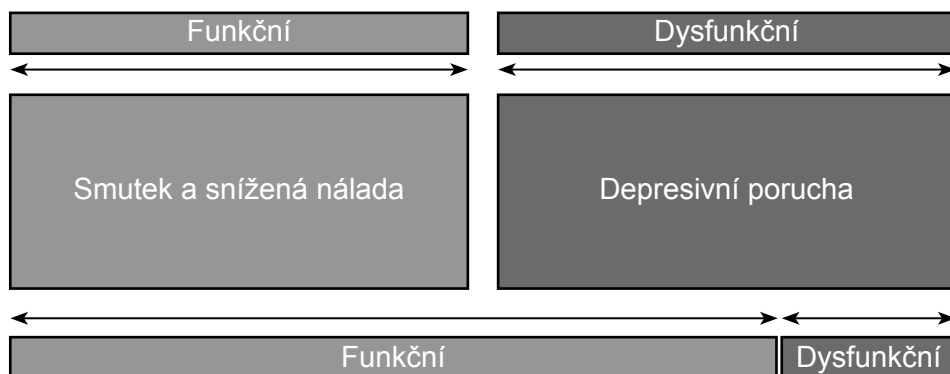 Funkční
Dysfunkční
Smutek a snížená nálada
Depresivní porucha
Funkční
Dysfunkční